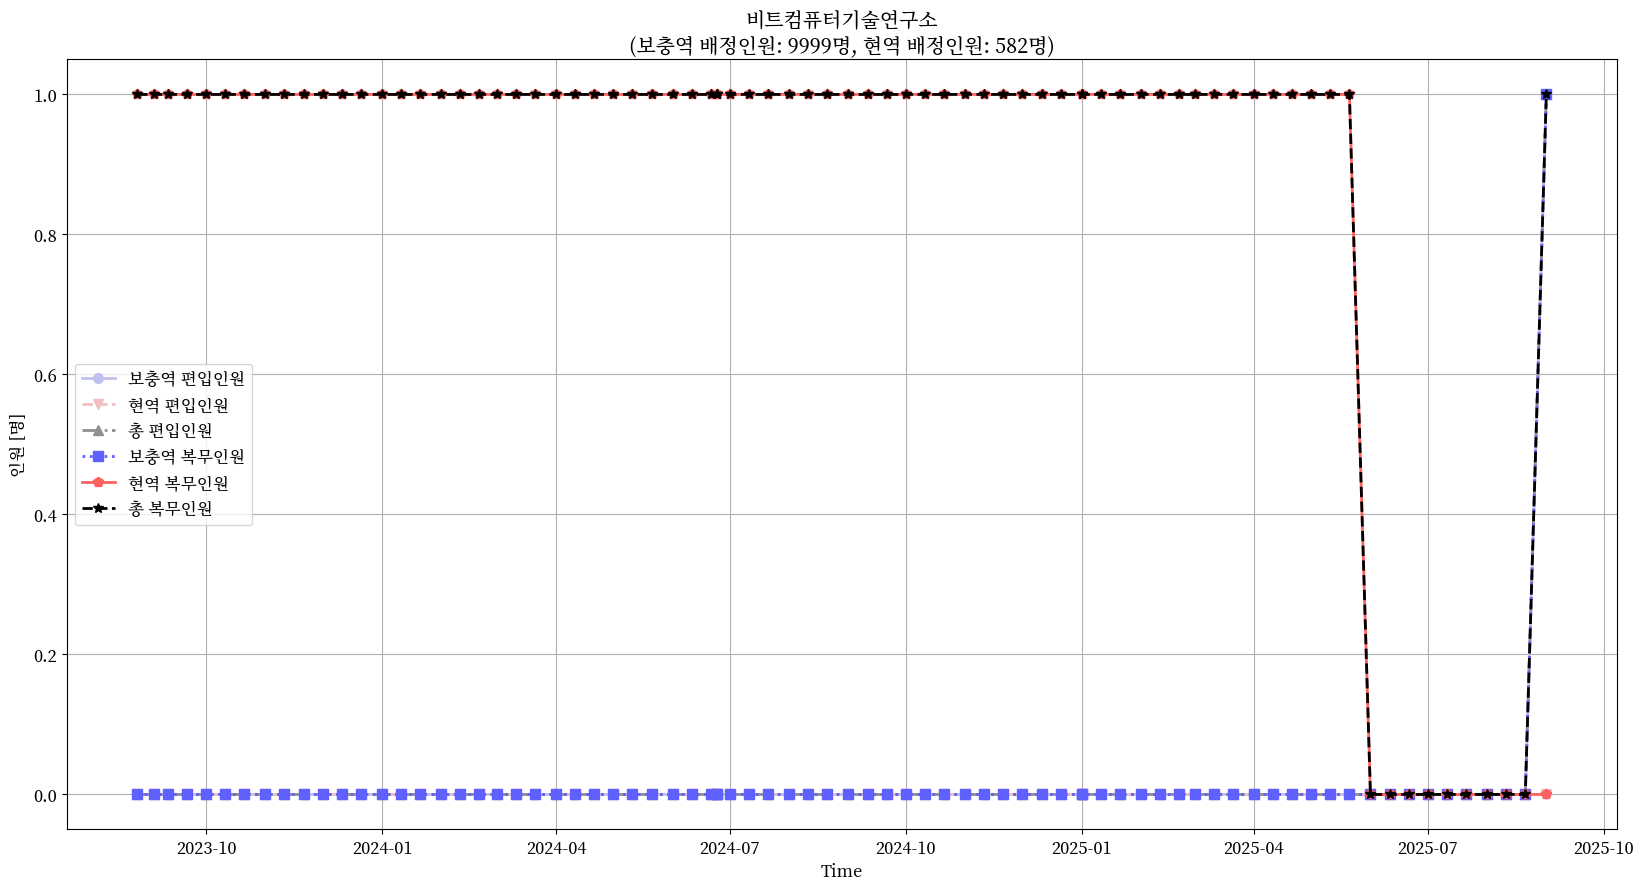 비트컴퓨터기술연구소
(보충역 배정인원: 9999명, 현역 배정인원: 582명)
인원 [명]
1.0
0.8
0.6
0.4
0.2
0.0
보충역 편입인원
현역 편입인원
총 편입인원
보충역 복무인원
현역 복무인원
총 복무인원
2023-10
2024-01
2024-04
2024-07
2024-10
2025-01
2025-04
2025-07
2025-10
Time